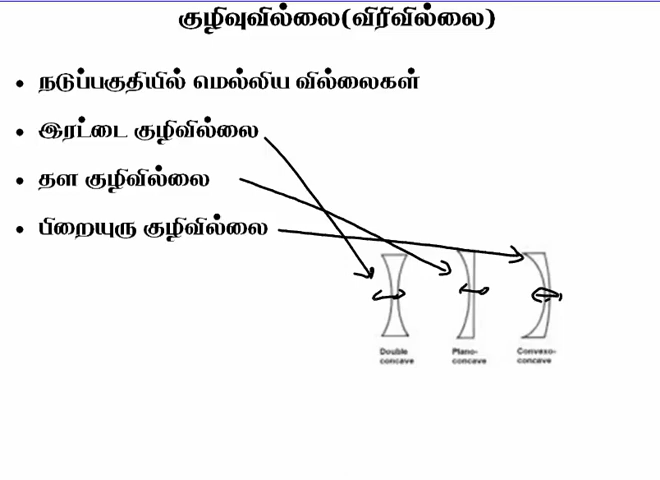 குழிவுவில்லை(விரிவில்லை)
• நடுப்பகுதியில் மெல்லிய வில்லைகள்
• இரட்டை குழிவில்லை
• தள குழிவில்லை
• பிறையுரு குழிவில்லை
Double concave
Plano-concave
Convexo-concave